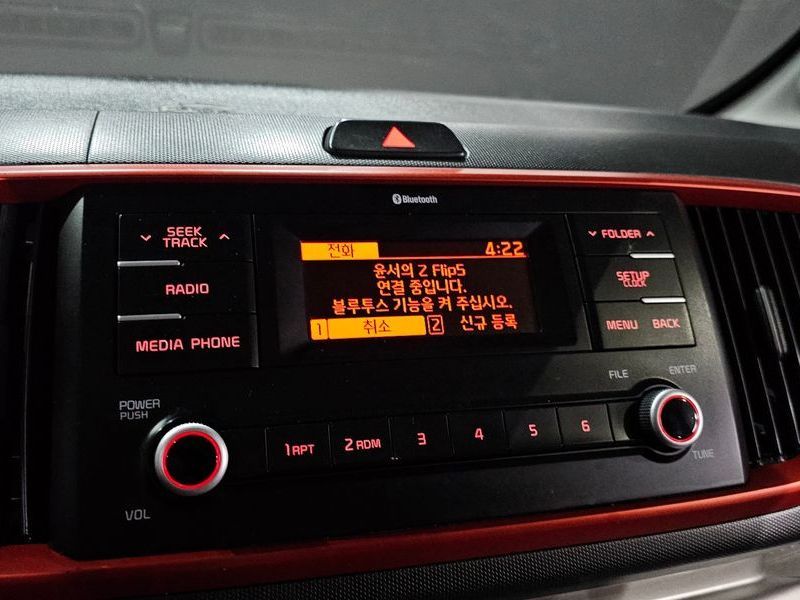 Bluetooth
SEEK
TRACK
RADIO
MEDIA PHONE
전화 4:22
윤서의 Z Flip5
연결 중입니다.
블루투스 기능을 켜 주십시오.
1 취소 2 신규 등록
FOLDER
SETUP
CLOCK
MENU BACK
POWER
PUSH
VOL
1 RPT 2 RDM 3 4 5 6
FILE
ENTER
TUNE